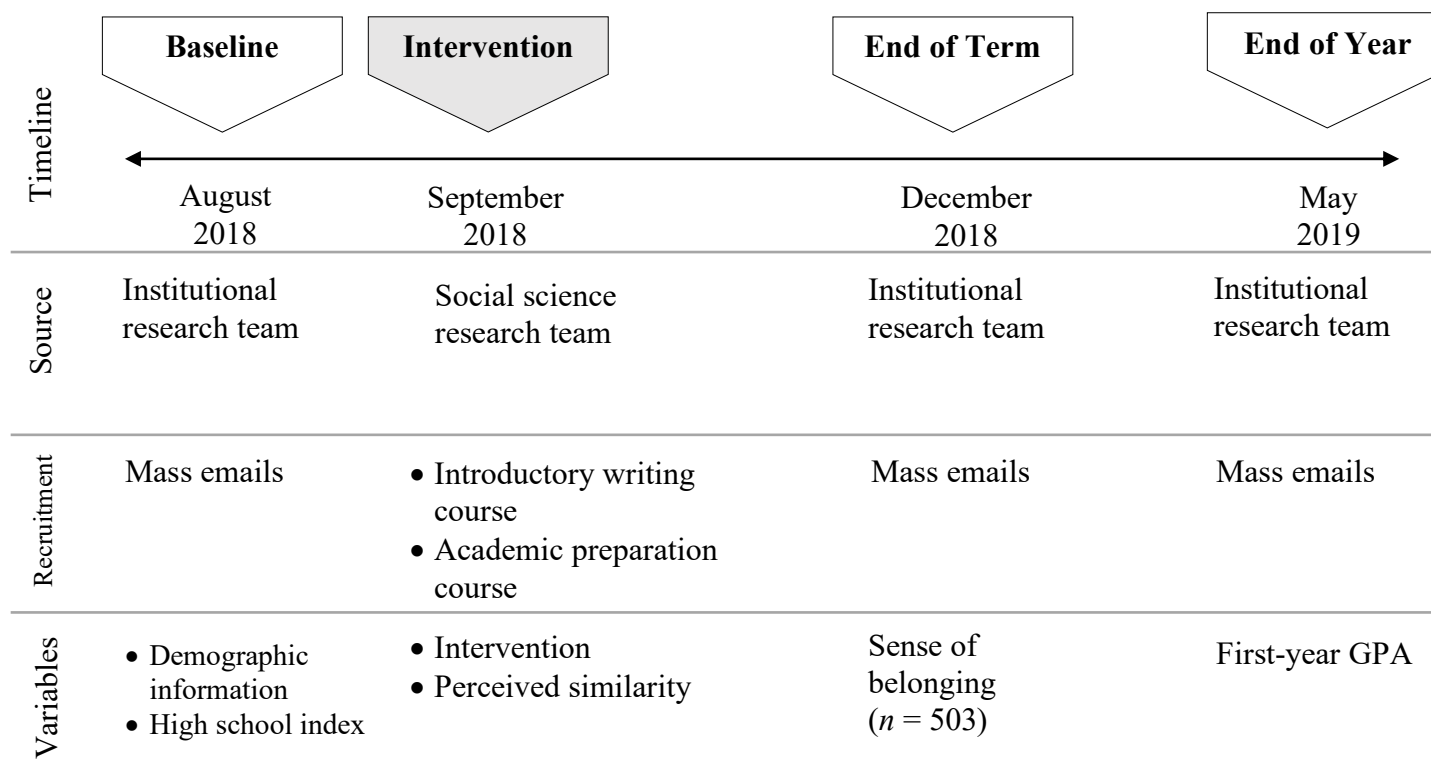 Timeline
Baseline
Intervention
End of Term
End of Year
August
2018
September
2018
December
2018
May
2019
Source
Institutional
research team
Social science
research team
Institutional
research team
Institutional
research team
Recruitment
Mass emails
• Introductory writing
course
• Academic preparation
course
Mass emails
Mass emails
Variables
• Demographic
information
• High school index
• Intervention
• Perceived similarity
Sense of
belonging
(n = 503)
First-year GPA